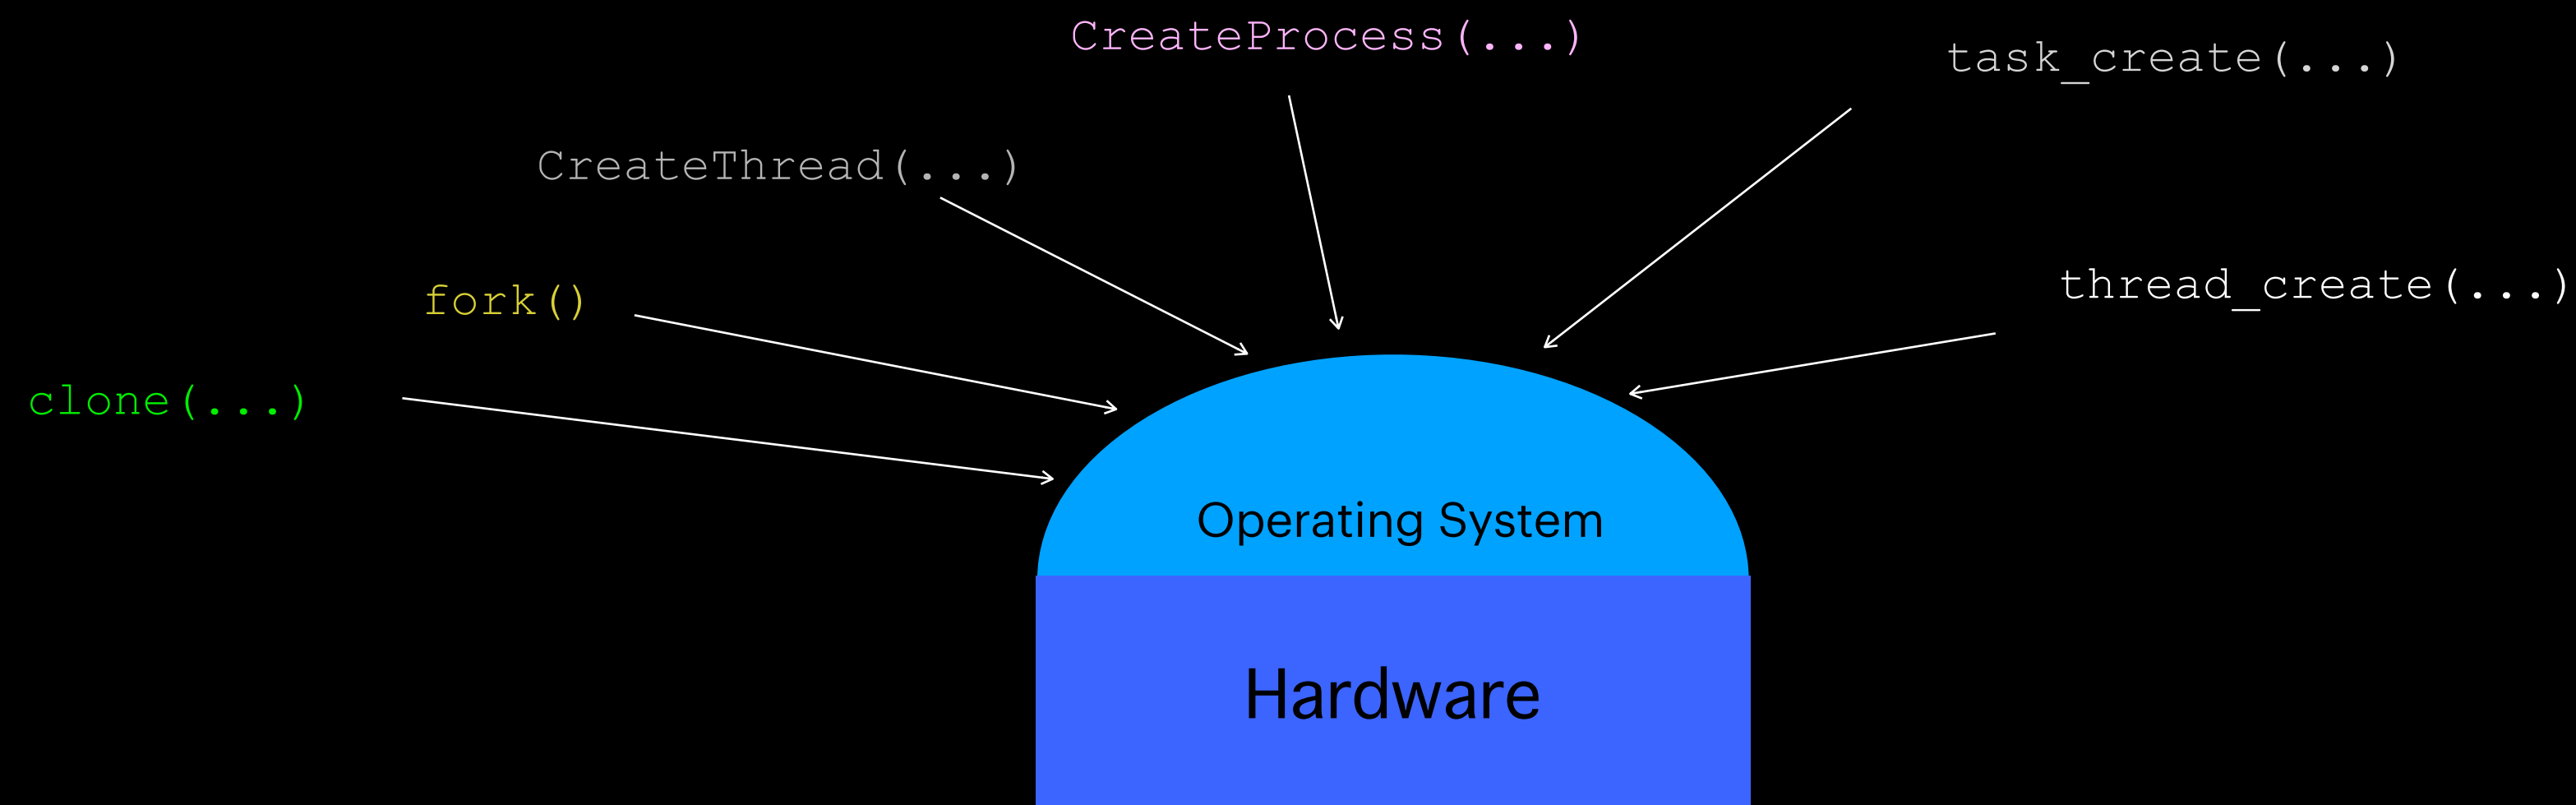 CreateProcess(...)
task_create(...)
CreateThread(...)
thread_create(...)
fork()
clone(...)
Operating System
Hardware